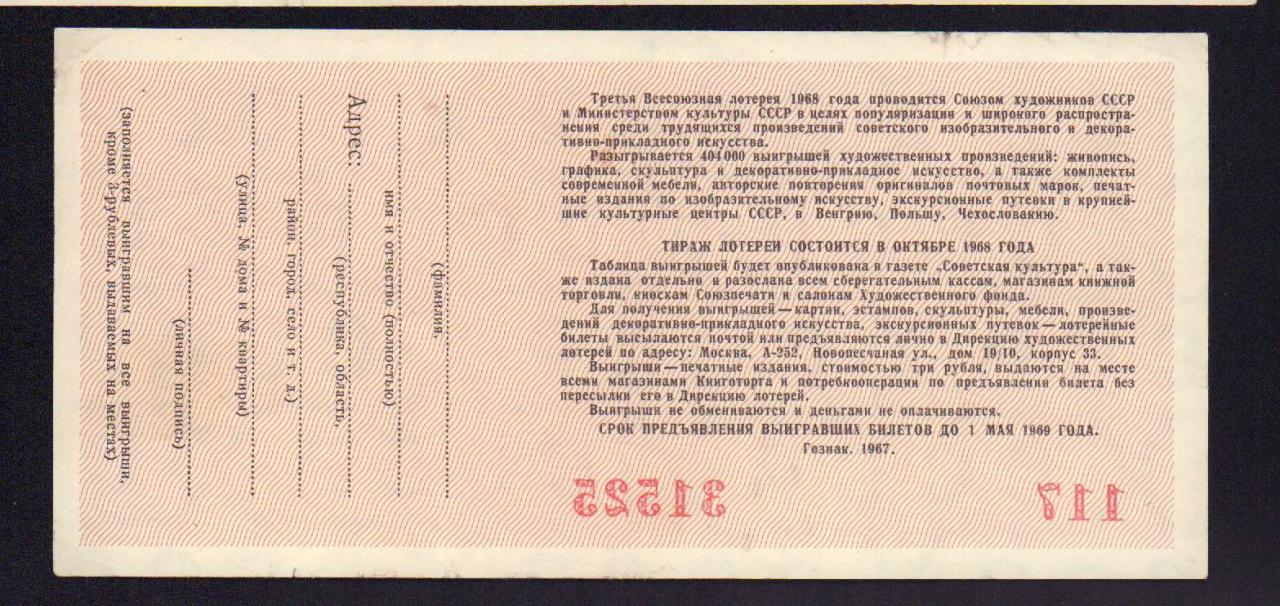 Третья Всесоюзная лотерея 1968 года проводится Союзом художников СССР
и Министерством культуры СССР в целях популяризации и широкого распростра-
нения среди трудящихся произведений советского изобразительного и декора-
тивно-прикладного искусства.
Разыгрывается 404 000 выигрышей художественных произведений: живопись,
графика, скульптура и декоративно-прикладное искусство, а также комплекты
современной мебели, авторские повторения оригиналов почтовых марок, печат-
ные издания по изобразительному искусству, экскурсионные путевки в крупней-
шие культурные центры СССР, в Венгрию, Польшу, Чехословакию.
ТИРАЖ ЛОТЕРЕИ СОСТОИТСЯ В ОКТЯБРЕ 1968 ГОДА
Таблица выигрышей будет опубликована в газете „Советская культура“, а так-
же издана отдельно и разослана всем сберегательным кассам, магазинам книжной
торговли, киоскам Союзпечати и салонам Художественного фонда.
Для получения выигрышей — картин, эстампов, скульптуры, мебели, произве-
дений декоративно-прикладного искусства, экскурсионных путевок — лотерейные
билеты высылаются почтой или предъявляются лично в Дирекцию художественных
лотерей по адресу: Москва, А-252, Новопесчаная ул., дом 19/10, корпус 33.
Выигрыши — печатные издания, стоимостью три рубля, выдаются на месте
всеми магазинами Книготорга и потребкооперации по предъявлении билета без
пересылки его в Дирекцию лотерей.
Выигрыши не обмениваются и деньгами не оплачиваются.
СРОК ПРЕДЪЯВЛЕНИЯ ВЫИГРАВШИХ БИЛЕТОВ ДО 1 МАЯ 1969 ГОДА.
Гознак. 1967.
31525 117
(фамилия,
имя и отчество (полностью)
Адрес:
(республика, область,
район, город, село и т. д.)
(улица, № дома и № квартиры)
(личная подпись)
(заполняется выигравшим на все выигрыши,
кроме 3-рублевых, выдаваемых на местах)